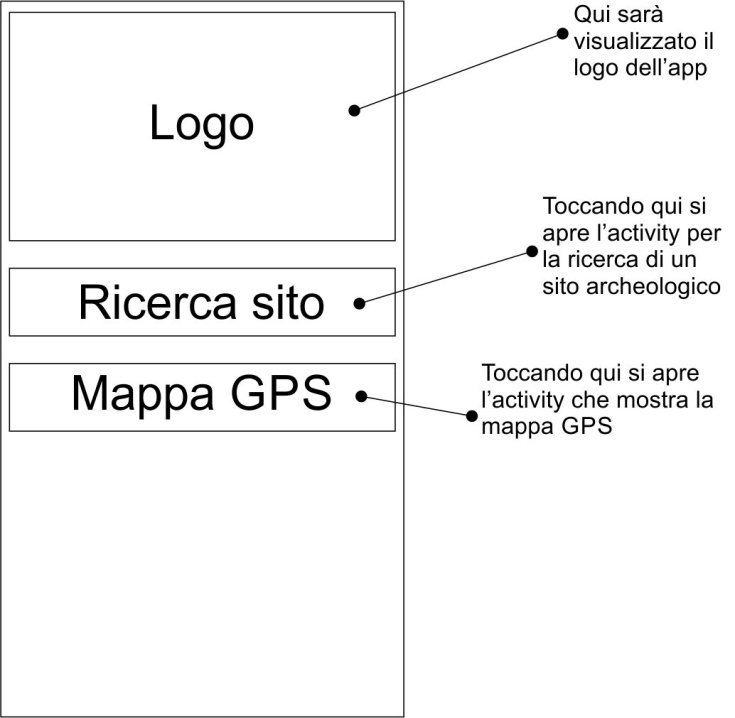 Logo
Qui sarà
visualizzato il
logo dell'app
Ricerca sito
Toccando qui si
apre l'activity per
la ricerca di un
sito archeologico
Mappa GPS
Toccando qui si apre
l'activity che mostra la
mappa GPS